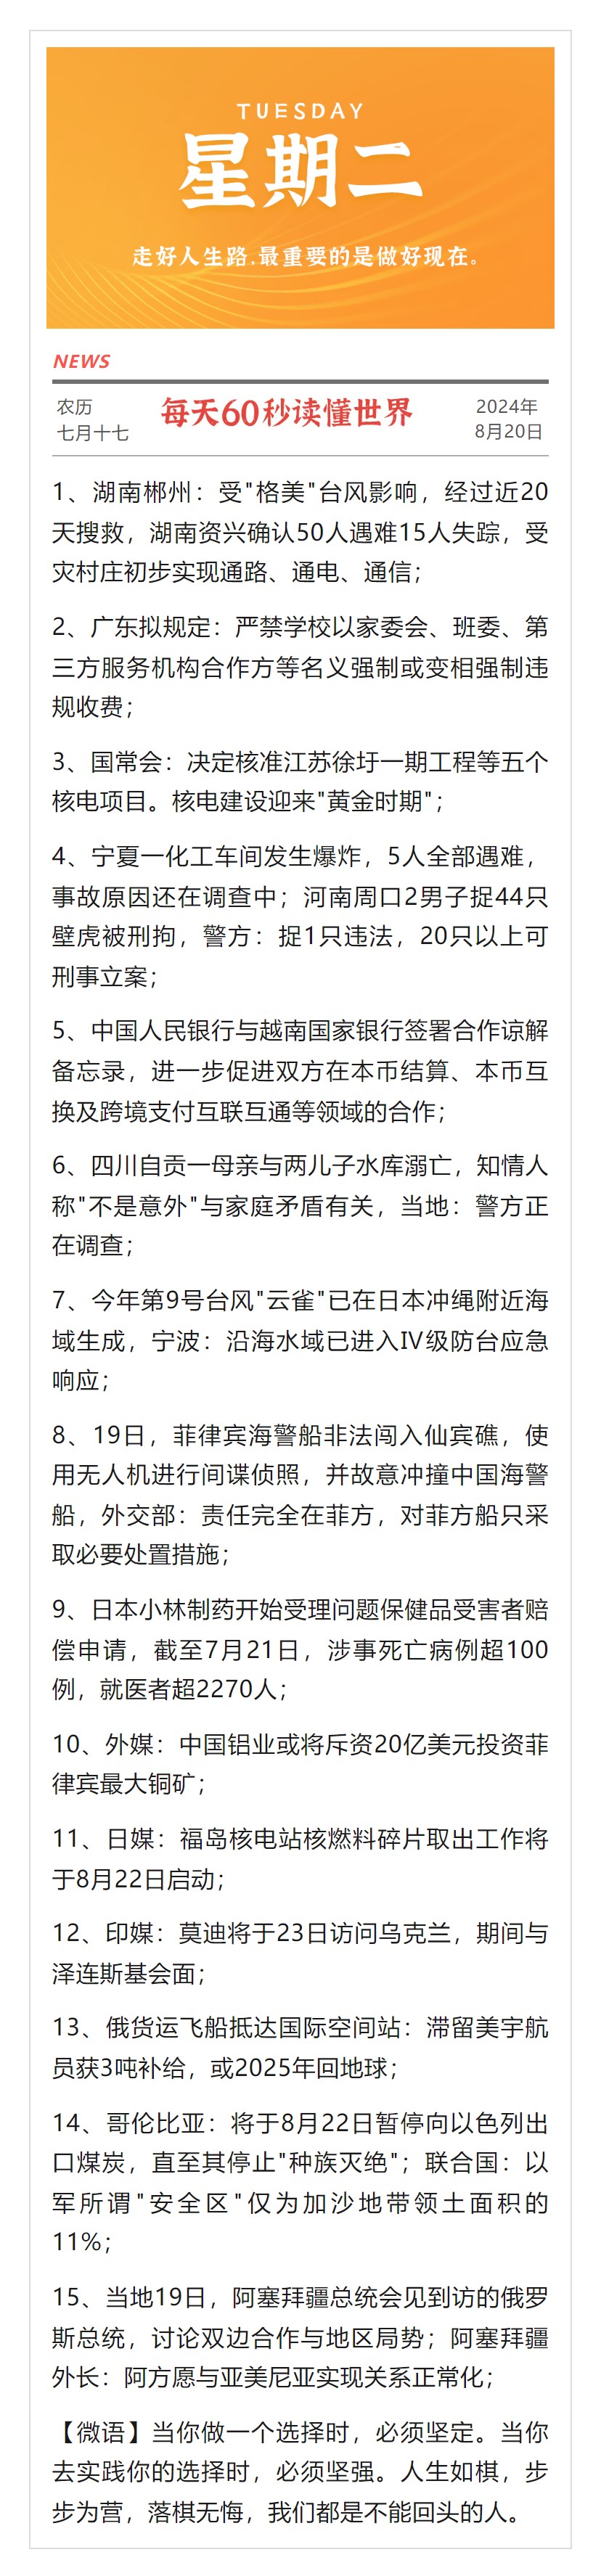 TUESDAY
星期二
走好人生路.最重要的是做好现在。
NEWS
农历
七月十七
每天60秒读懂世界
2024年
8月20日
1、湖南郴州：受"格美"台风影响，经过近20
天搜救，湖南资兴确认50人遇难15人失踪，受
灾村庄初步实现通路、通电、通信；
2、广东拟规定：严禁学校以家委会、班委、第
三方服务机构合作方等名义强制或变相强制违
规收费；
3、国常会：决定核准江苏徐圩一期工程等五个
核电项目。核电建设迎来"黄金时期"；
4、宁夏一化工车间发生爆炸，5人全部遇难，
事故原因还在调查中；河南周口2男子捉44只
壁虎被刑拘，警方：捉1只违法，20只以上可
刑事立案；
5、中国人民银行与越南国家银行签署合作谅解
备忘录，进一步促进双方在本币结算、本币互
换及跨境支付互联互通等领域的合作；
6、四川自贡一母亲与两儿子水库溺亡，知情人
称"不是意外"与家庭矛盾有关，当地：警方正
在调查；
7、今年第9号台风"云雀"已在日本冲绳附近海
域生成，宁波：沿海水域已进入IV级防台应急
响应；
8、19日，菲律宾海警船非法闯入仙宾礁，使
用无人机进行间谍侦照，并故意冲撞中国海警
船，外交部：责任完全在菲方，对菲方船只采
取必要处置措施；
9、日本小林制药开始受理问题保健品受害者赔
偿申请，截至7月21日，涉事死亡病例超100
例，就医者超2270人；
10、外媒：中国铝业或将斥资20亿美元投资菲
律宾最大铜矿；
11、日媒：福岛核电站核燃料碎片取出工作将
于8月22日启动；
12、印媒：莫迪将于23日访问乌克兰，期间与
泽连斯基会面；
13、俄货运飞船抵达国际空间站：滞留美宇航
员获3吨补给，或2025年回地球；
14、哥伦比亚：将于8月22日暂停向以色列出
口煤炭，直至其停止"种族灭绝"；联合国：以
军所谓"安全区"仅为加沙地带领土面积的
11%；
15、当地19日，阿塞拜疆总统会见到访的俄罗
斯总统，讨论双边合作与地区局势；阿塞拜疆
外长：阿方愿与亚美尼亚实现关系正常化；
【微语】当你做一个选择时，必须坚定。当你
去实践你的选择时，必须坚强。人生如棋，步
步为营，落棋无悔，我们都是不能回头的人。